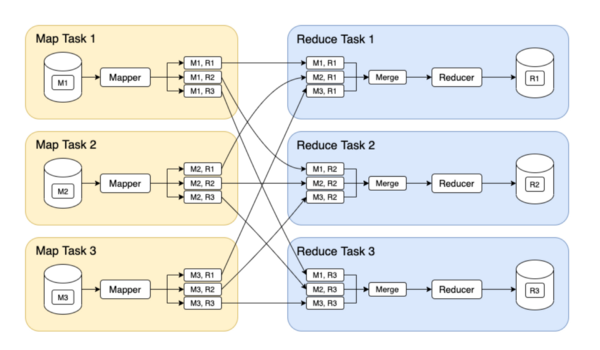 Map Task 1
M1
Mapper
M1, R1
M1, R2
M1, R3
Reduce Task 1
M1, R1
M2, R1
M3, R1
Merge
Reducer
R1
Map Task 2
M2
Mapper
M2, R1
M2, R2
M2, R3
Reduce Task 2
M1, R2
M2, R2
M3, R2
Merge
Reducer
R2
Map Task 3
M3
Mapper
M3, R1
M3, R2
M3, R3
Reduce Task 3
M1, R3
M2, R3
M3, R3
Merge
Reducer
R3